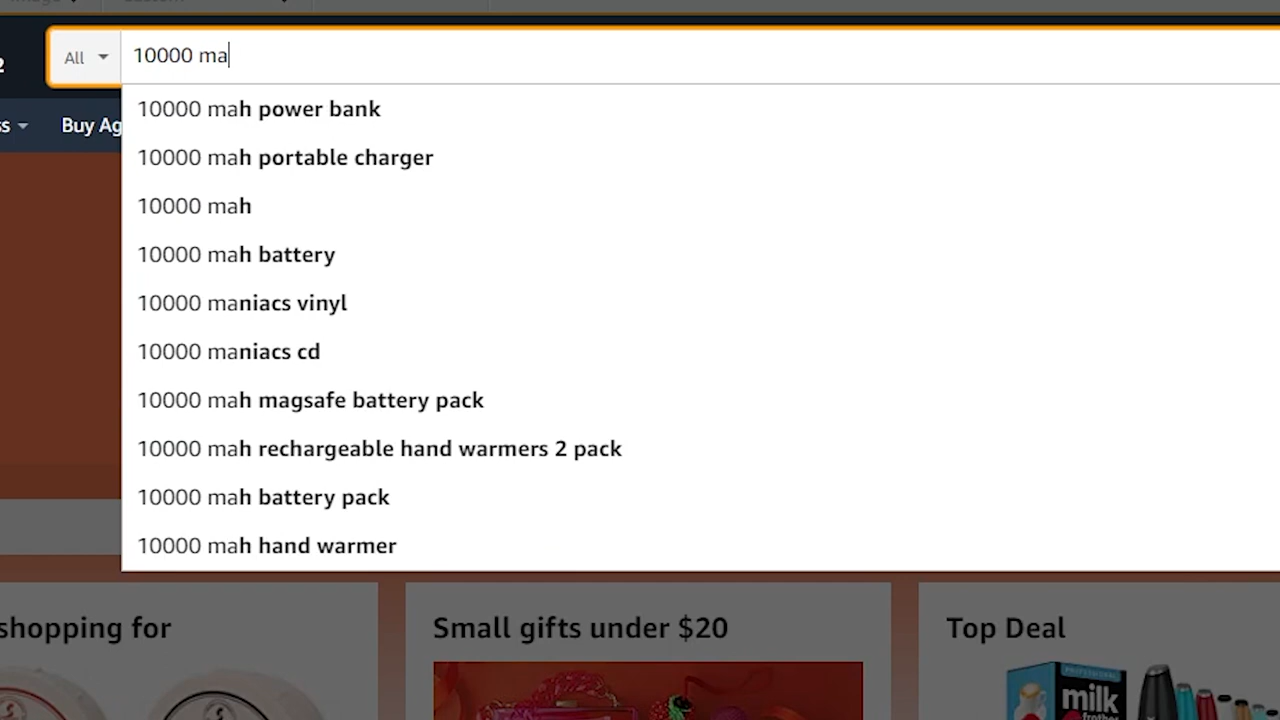 All
10000 ma
Buy Ag
10000 mah power bank
10000 mah portable charger
10000 mah
10000 mah battery
10000 maniacs vinyl
10000 maniacs cd
10000 mah magsafe battery pack
10000 mah rechargeable hand warmers 2 pack
10000 mah battery pack
10000 mah hand warmer
shopping for
Small gifts under $20
Top Deal
PROFESSIONAL
milk
frother